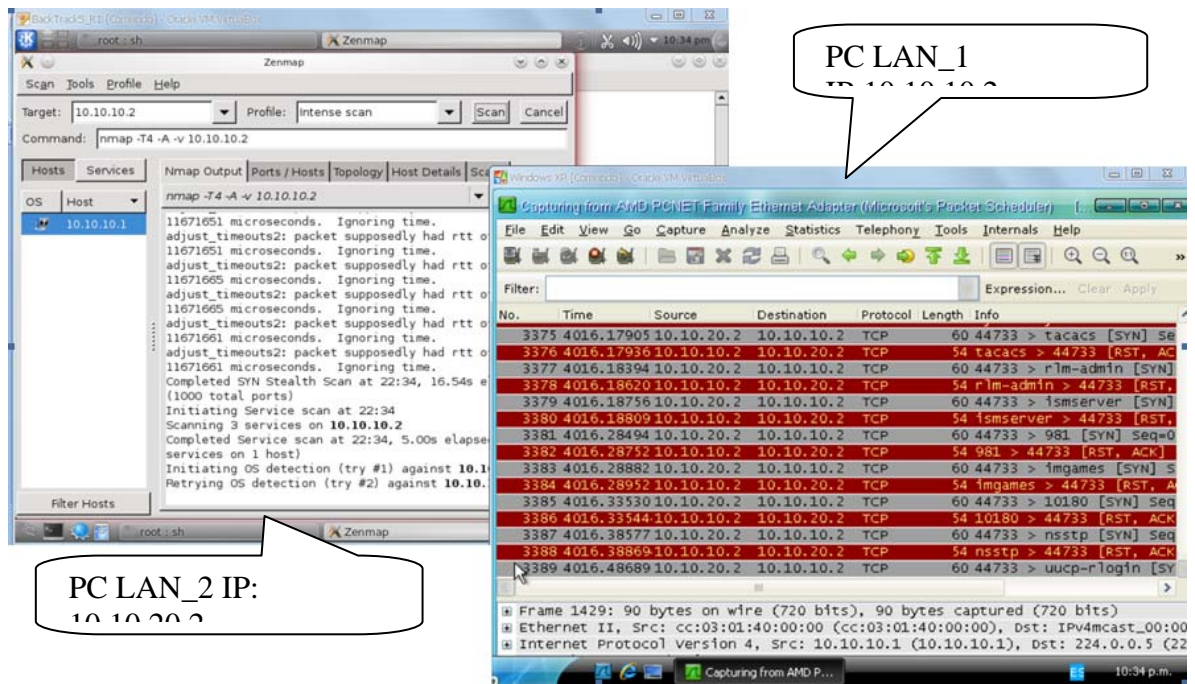 BackTrack5_R1 (Corriendo) - Oracle VM VirtualBox
root : sh
Zenmap
10:34 pm
Zenmap
Scan Tools Profile Help
Target: 10.10.10.2 Profile: Intense scan Scan Cancel
Command: nmap -T4 -A -v 10.10.10.2
Hosts Services
Nmap Output Ports / Hosts Topology Host Details
OS Host
10.10.10.1
nmap -T4 -A -v 10.10.10.2
11671651 microseconds. Ignoring time.
adjust_timeouts2: packet supposedly had rtt
11671651 microseconds. Ignoring time.
adjust_timeouts2: packet supposedly had rtt
11671665 microseconds. Ignoring time.
adjust_timeouts2: packet supposedly had rtt
11671665 microseconds. Ignoring time.
adjust_timeouts2: packet supposedly had rtt
11671661 microseconds. Ignoring time.
adjust_timeouts2: packet supposedly had rtt
11671661 microseconds. Ignoring time.
Completed SYN Stealth Scan at 22:34, 16.54s
(1000 total ports)
Initiating Service scan at 22:34
Scanning 3 services on 10.10.10.2
Completed Service scan at 22:34, 5.00s
services on 1 host)
Initiating OS detection (try #1) against
Retrying OS detection (try #2) against
Filter Hosts
root : sh
Zenmap
PC LAN_2 IP:
10.10.20.2
PC LAN_1
IP 10.10.10.2
Windows XP (Corriendo) - Oracle VM VirtualBox
Capturing from AMD PCNET Family Ethernet Adapter (Microsoft's Packet Scheduler)
File Edit View Go Capture Analyze Statistics Telephony Tools Internals Help
Filter: Expression... Clear Apply
No. Time Source Destination Protocol Length Info
3375 4016.17905 10.10.20.2 10.10.10.2 TCP 60 44733 > tacacs [SYN] Se
3376 4016.17936 10.10.10.2 10.10.20.2 TCP 54 tacacs > 44733 [RST, AC
3377 4016.18394 10.10.20.2 10.10.10.2 TCP 60 44733 > rlm-admin [SYN]
3378 4016.18620 10.10.10.2 10.10.20.2 TCP 54 rlm-admin > 44733 [RST,
3379 4016.18756 10.10.20.2 10.10.10.2 TCP 60 44733 > ismserver [SYN]
3380 4016.18809 10.10.10.2 10.10.20.2 TCP 54 ismserver > 44733 [RST,
3381 4016.28494 10.10.20.2 10.10.10.2 TCP 60 44733 > 981 [SYN] Seq=0
3382 4016.28752 10.10.10.2 10.10.20.2 TCP 54 981 > 44733 [RST, ACK]
3383 4016.28882 10.10.20.2 10.10.10.2 TCP 60 44733 > imgames [SYN] S
3384 4016.28952 10.10.10.2 10.10.20.2 TCP 54 imgames > 44733 [RST, A
3385 4016.33530 10.10.20.2 10.10.10.2 TCP 60 44733 > 10180 [SYN] Seq
3386 4016.33544 10.10.10.2 10.10.20.2 TCP 54 10180 > 44733 [RST, ACK
3387 4016.38577 10.10.20.2 10.10.10.2 TCP 60 44733 > nsstp [SYN] Seq
3388 4016.38869 10.10.10.2 10.10.20.2 TCP 54 nsstp > 44733 [RST, ACK
3389 4016.48689 10.10.20.2 10.10.10.2 TCP 60 44733 > uucp-rlogin [SY
Frame 1429: 90 bytes on wire (720 bits), 90 bytes captured (720 bits)
Ethernet II, Src: cc:03:01:40:00:00 (cc:03:01:40:00:00), Dst: IPv4mcast_00:00
Internet Protocol Version 4, Src: 10.10.10.1 (10.10.10.1), Dst: 224.0.0.5 (22
Capturing from AMD P...
ES
10:34 p.m.